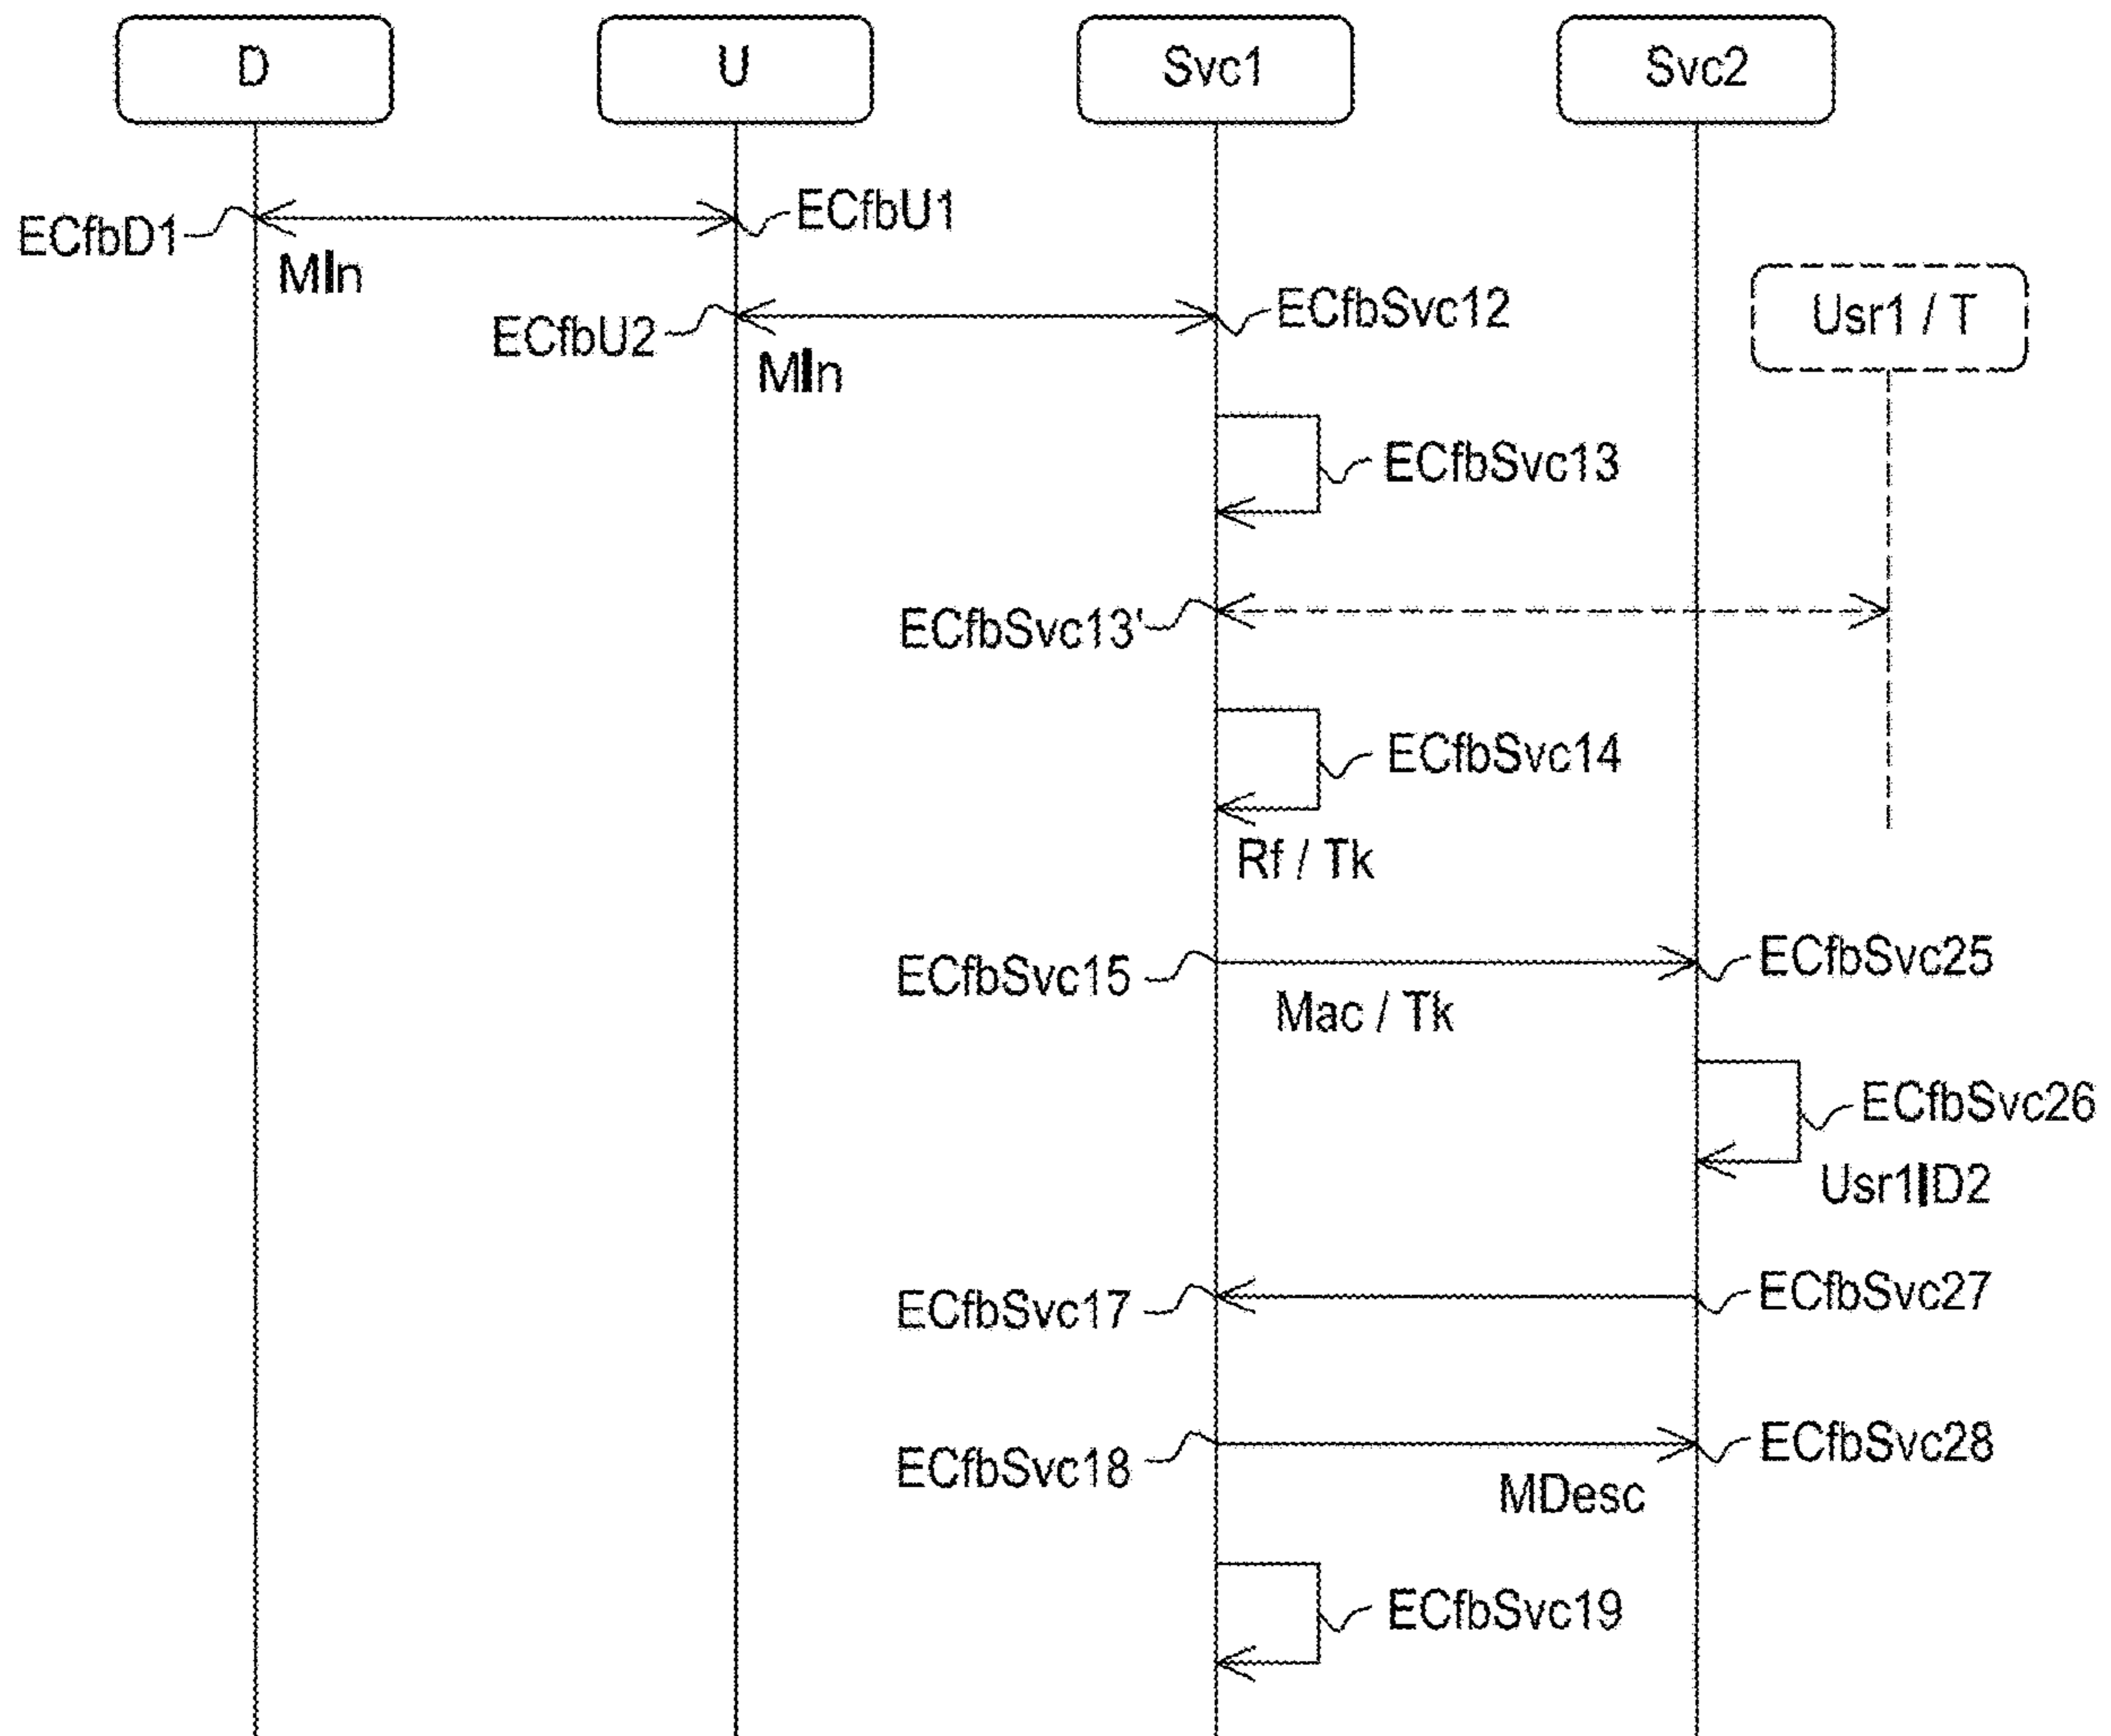 D
U
Svc1
Svc2
ECfbD1
ECfbU1
MIn
ECfbU2
ECfbSvc12
MIn
Usr1 / T
ECfbSvc13
ECfbSvc13'
ECfbSvc14
Rf / Tk
ECfbSvc15
ECfbSvc25
Mac / Tk
ECfbSvc26
Usr1ID2
ECfbSvc17
ECfbSvc27
ECfbSvc18
ECfbSvc28
MDesc
ECfbSvc19